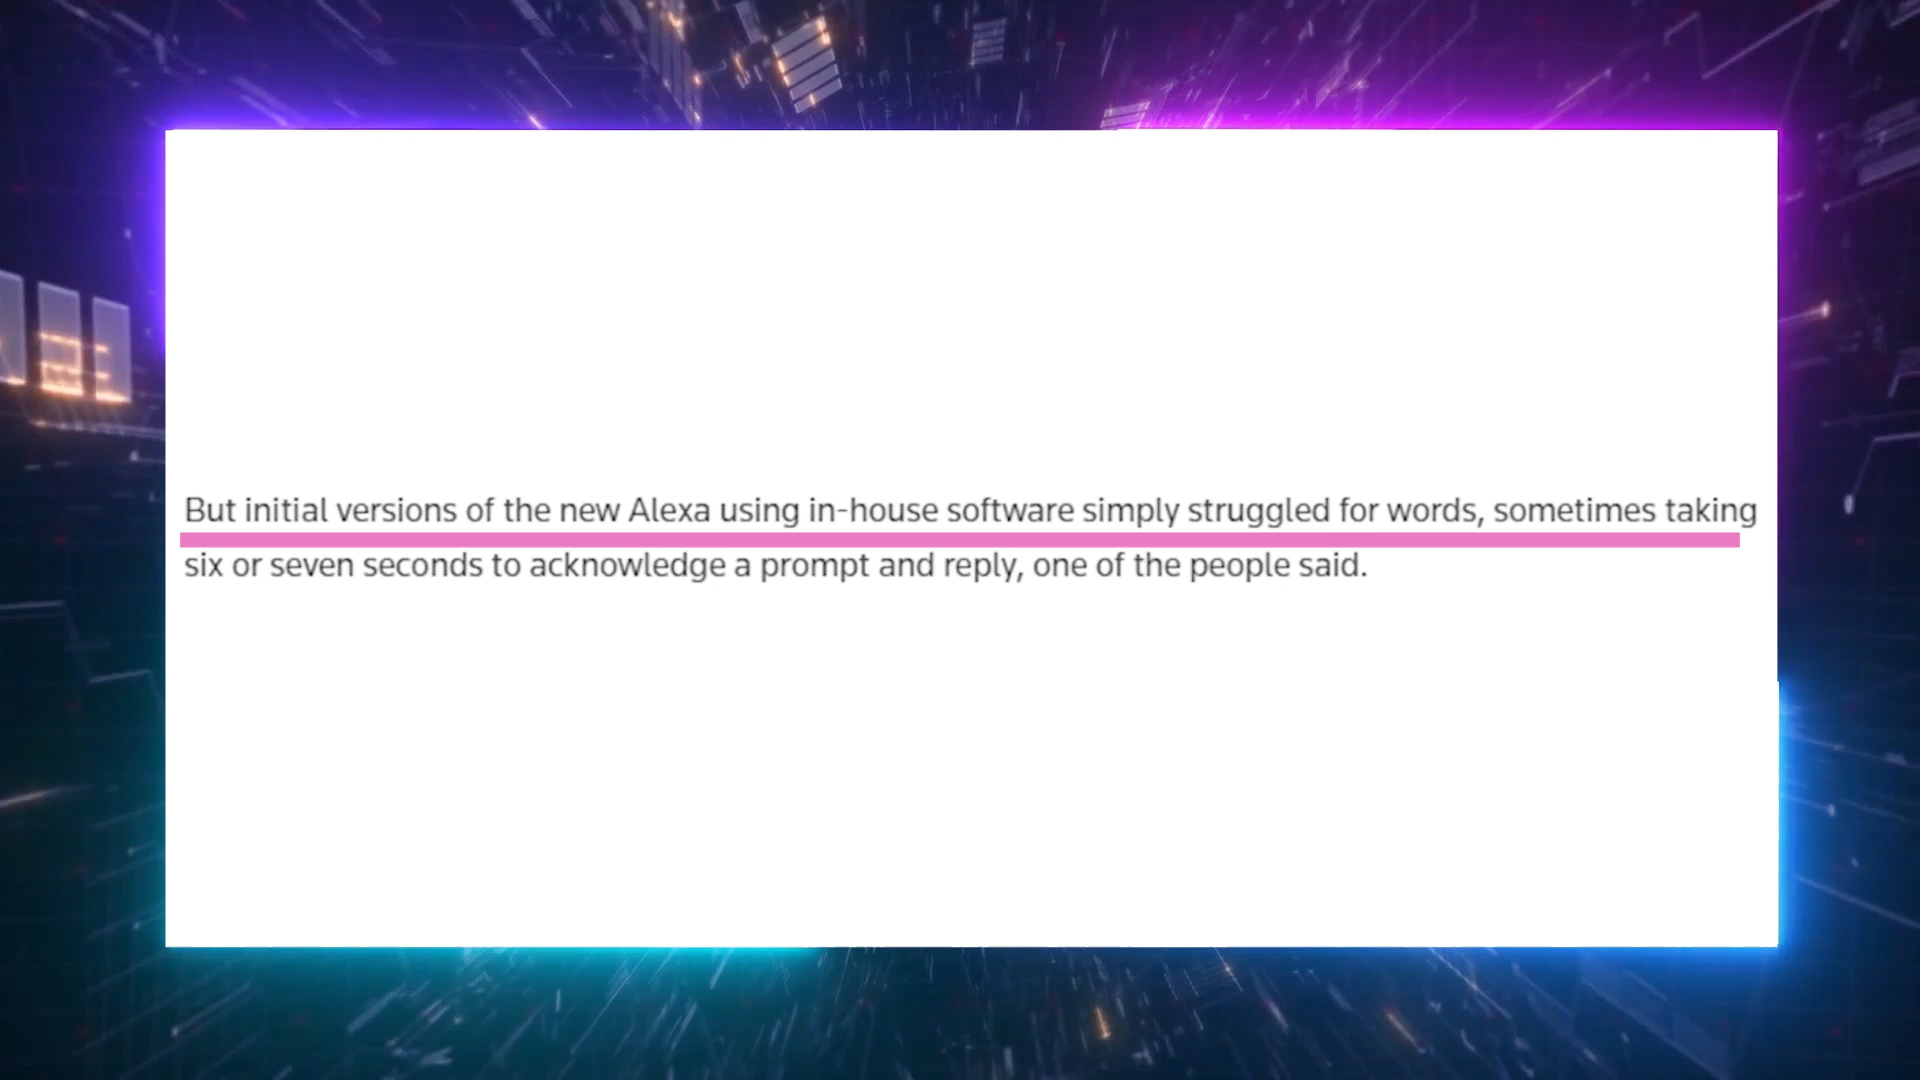 But initial versions of the new Alexa using in-house software simply struggled for words, sometimes taking
six or seven seconds to acknowledge a prompt and reply, one of the people said.